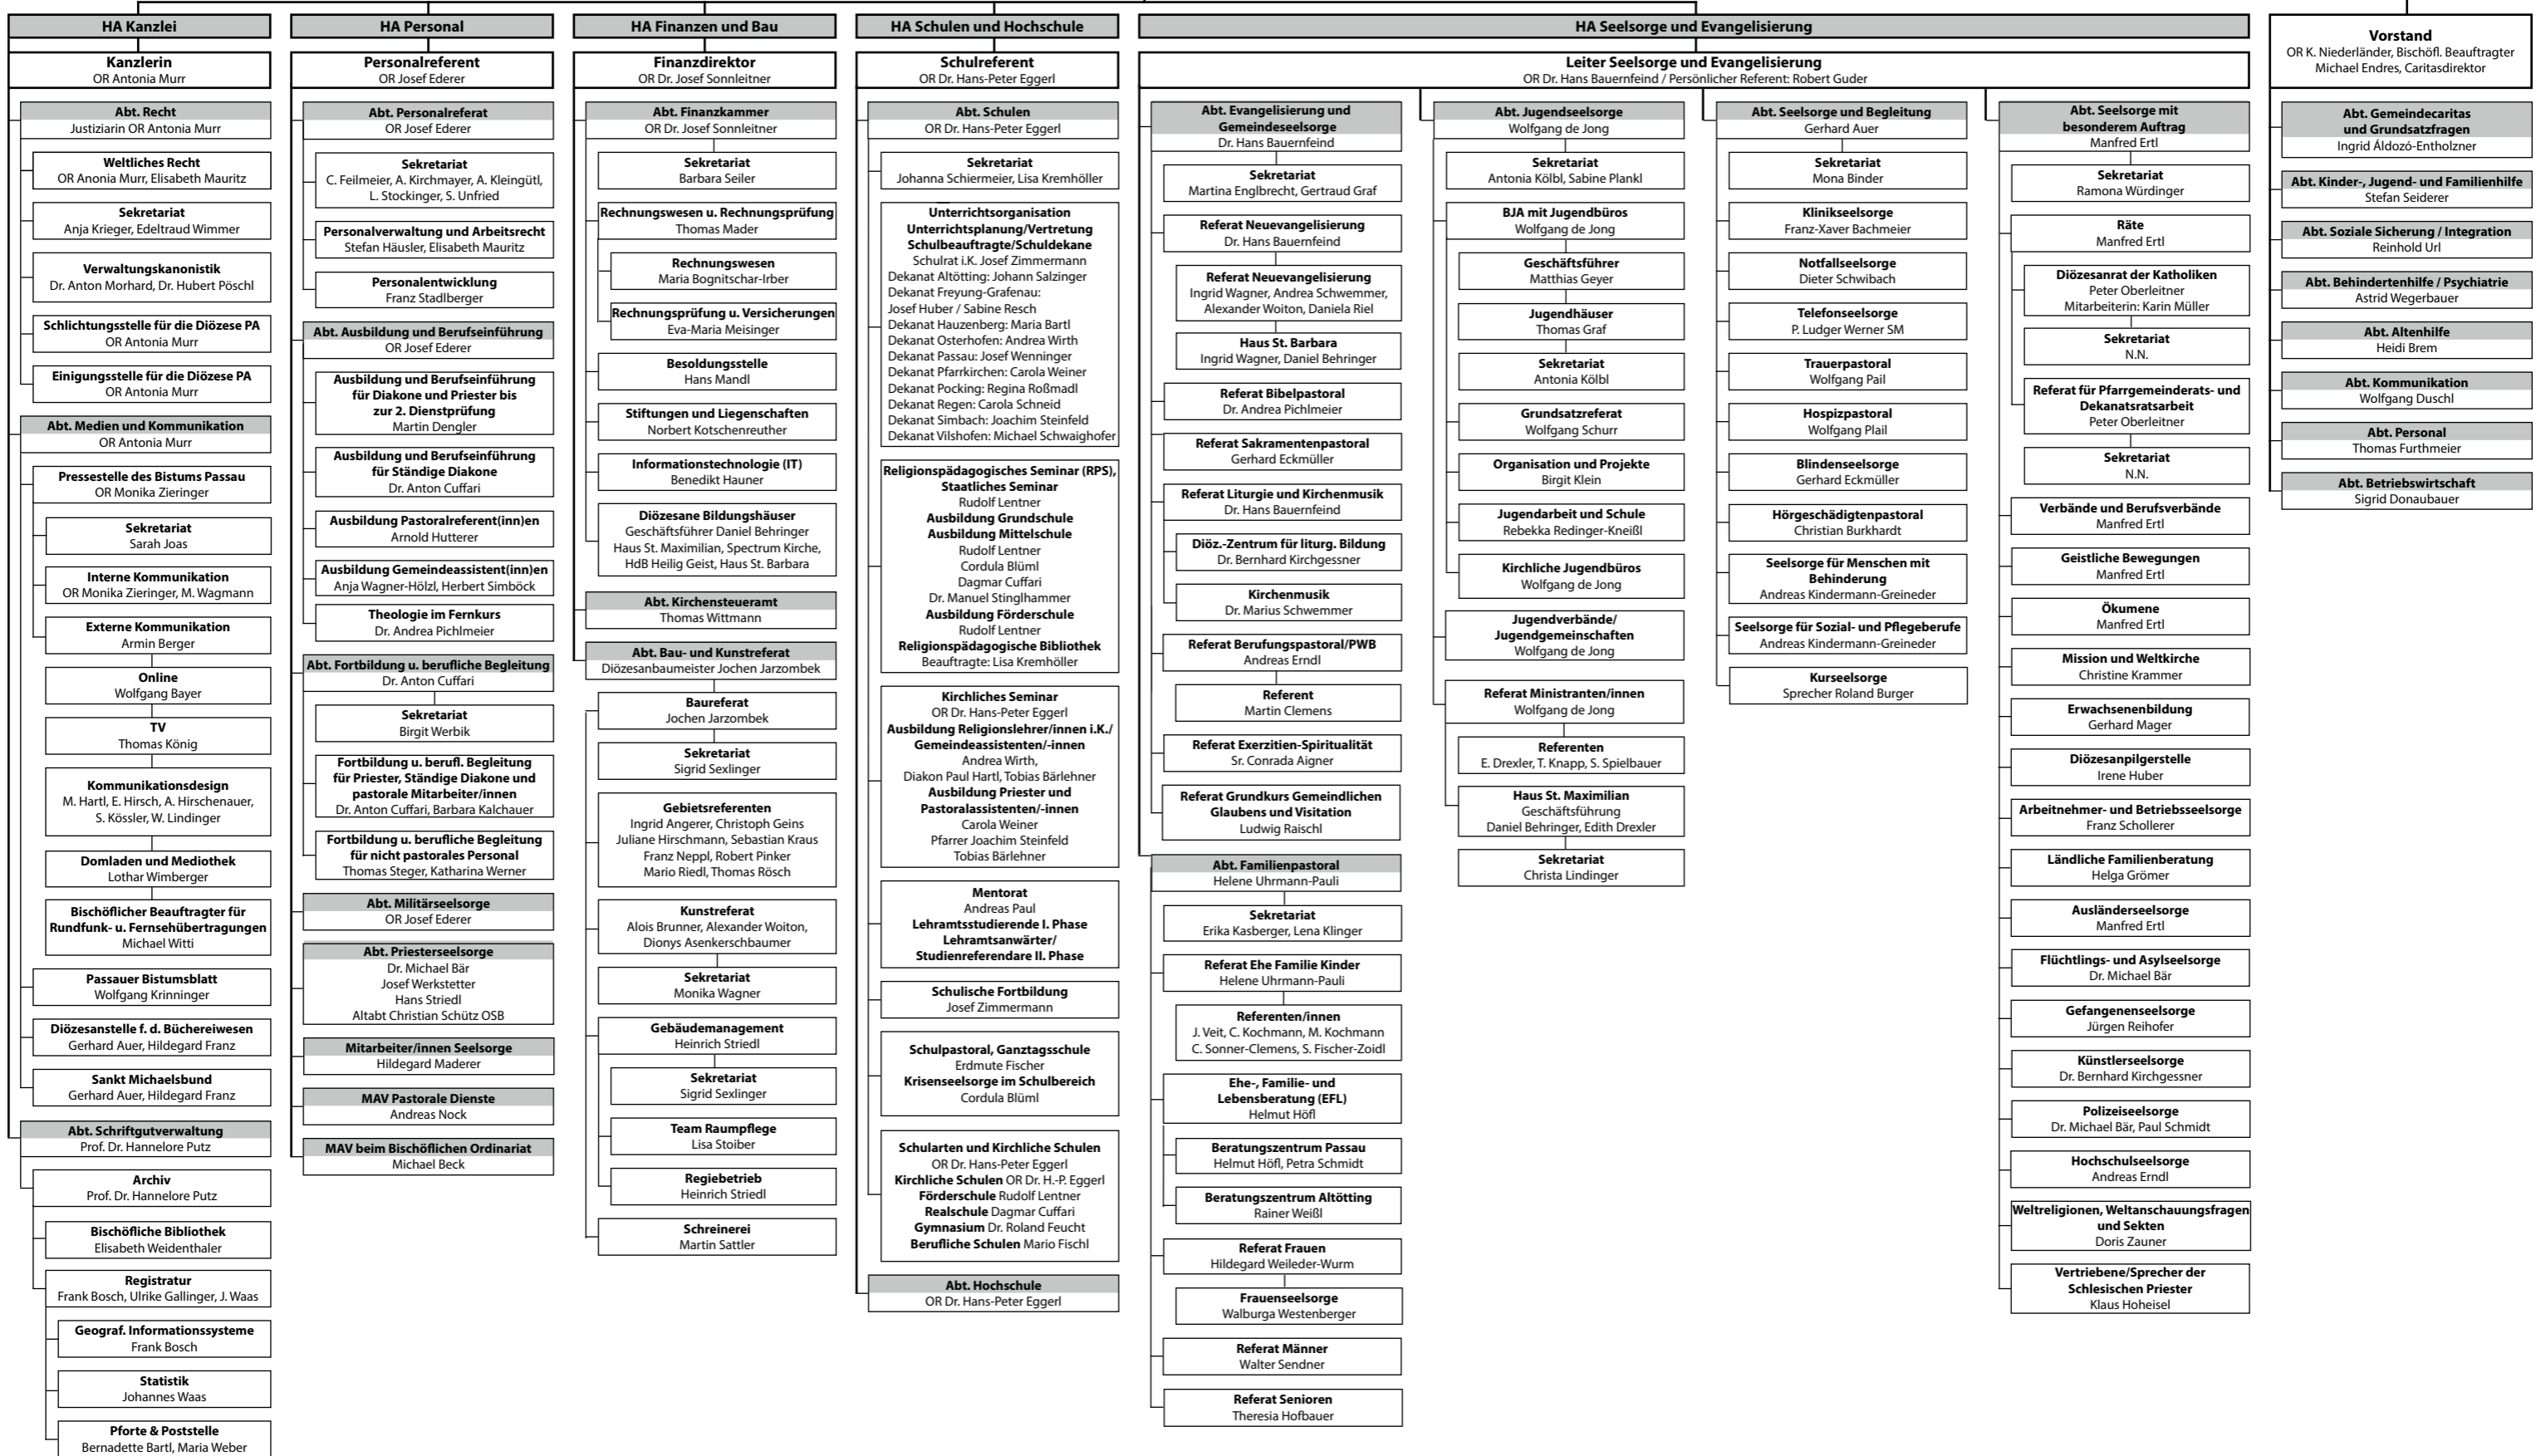 HA Kanzlei
Kanzlerin
OR Antonia Murr
Abt. Recht
Justiziarin OR Antonia Murr
Weltliches Recht
OR Anonia Murr, Elisabeth Mauritz
Sekretariat
Anja Krieger, Edeltraud Wimmer
Verwaltungskanonistik
Dr. Anton Morhard, Dr. Hubert Pöschl
Schlichtungsstelle für die Diözese PA
OR Antonia Murr
Einigungsstelle für die Diözese PA
OR Antonia Murr
Abt. Medien und Kommunikation
OR Antonia Murr
Pressestelle des Bistums Passau
OR Monika Zieringer
Sekretariat
Sarah Joas
Interne Kommunikation
OR Monika Zieringer, M. Wagmann
Externe Kommunikation
Armin Berger
Online
Wolfgang Bayer
TV
Thomas König
Kommunikationsdesign
M. Hartl, E. Hirsch, A. Hirschenauer,
S. Kössler, W. Lindinger
Domladen und Mediothek
Lothar Wimberger
Bischöflicher Beauftragter für
Rundfunk- u. Fernsehübertragungen
Michael Witti
Passauer Bistumsblatt
Wolfgang Krinninger
Diözesanstelle f. d. Büchereiwesen
Gerhard Auer, Hildegard Franz
Sankt Michaelsbund
Gerhard Auer, Hildegard Franz
Abt. Schriftgutverwaltung
Prof. Dr. Hannelore Putz
Archiv
Prof. Dr. Hannelore Putz
Bischöfliche Bibliothek
Elisabeth Weidenthaler
Registratur
Frank Bosch, Ulrike Gallinger, J. Waas
Geograf. Informationssysteme
Frank Bosch
Statistik
Johannes Waas
Pforte & Poststelle
Bernadette Bartl, Maria Weber
HA Personal
Personalreferent
OR Josef Ederer
Abt. Personalreferat
OR Josef Ederer
Sekretariat
C. Feilmeier, A. Kirchmayer, A. Kleingütl,
L. Stockinger, S. Unfried
Personalverwaltung und Arbeitsrecht
Stefan Häusler, Elisabeth Mauritz
Personalentwicklung
Franz Stadlberger
Abt. Ausbildung und Berufseinführung
OR Josef Ederer
Ausbildung und Berufseinführung
für Diakone und Priester bis
zur 2. Dienstprüfung
Martin Dengler
Ausbildung und Berufseinführung
für Ständige Diakone
Dr. Anton Cuffari
Ausbildung Pastoralreferent(inn)en
Arnold Hutterer
Ausbildung Gemeindeassistent(inn)en
Anja Wagner-Hölzl, Herbert Simböck
Theologie im Fernkurs
Dr. Andrea Pichlmeier
Abt. Fortbildung u. berufliche Begleitung
Dr. Anton Cuffari
Sekretariat
Birgit Werbik
Fortbildung u. berufl. Begleitung
für Priester, Ständige Diakone und
pastorale Mitarbeiter/innen
Dr. Anton Cuffari, Barbara Kalchauer
Fortbildung u. berufliche Begleitung
für nicht pastorales Personal
Thomas Steger, Katharina Werner
Abt. Militärseelsorge
OR Josef Ederer
Abt. Priesterseelsorge
Dr. Michael Bär
Josef Werkstetter
Hans Striedl
Altabt Christian Schütz OSB
Mitarbeiter/innen Seelsorge
Hildegard Maderer
MAV Pastorale Dienste
Andreas Nock
MAV beim Bischöflichen Ordinariat
Michael Beck
HA Finanzen und Bau
Finanzdirektor
OR Dr. Josef Sonnleitner
Abt. Finanzkammer
OR Dr. Josef Sonnleitner
Sekretariat
Barbara Seiler
Rechnungswesen u. Rechnungsprüfung
Thomas Mader
Rechnungswesen
Maria Bognitschar-Irber
Rechnungsprüfung u. Versicherungen
Eva-Maria Meisinger
Besoldungsstelle
Hans Mandl
Stiftungen und Liegenschaften
Norbert Kotschenreuther
Informationstechnologie (IT)
Benedikt Hauner
Diözesane Bildungshäuser
Geschäftsführer Daniel Behringer
Haus St. Maximilian, Spectrum Kirche,
HdB Heilig Geist, Haus St. Barbara
Abt. Kirchensteueramt
Thomas Wittmann
Abt. Bau- und Kunstreferat
Diözesanbaumeister Jochen Jarzombek
Baureferat
Jochen Jarzombek
Sekretariat
Sigrid Sexlinger
Gebietsreferenten
Ingrid Angerer, Christoph Geins
Juliane Hirschmann, Sebastian Kraus
Franz Neppl, Robert Pinker
Mario Riedl, Thomas Rösch
Kunstreferat
Alois Brunner, Alexander Woiton,
Dionys Asenkerschbaumer
Sekretariat
Monika Wagner
Gebäudemanagement
Heinrich Striedl
Sekretariat
Sigrid Sexlinger
Team Raumpflege
Lisa Stoiber
Regiebetrieb
Heinrich Striedl
Schreinerei
Martin Sattler
HA Schulen und Hochschule
Schulreferent
OR Dr. Hans-Peter Eggerl
Abt. Schulen
OR Dr. Hans-Peter Eggerl
Sekretariat
Johanna Schiermeier, Lisa Kremhöller
Unterrichtsorganisation
Unterrichtsplanung/Vertretung
Schulbeauftragte/Schuldekane
Schulrat i.K. Josef Zimmermann
Dekanat Altötting: Johann Salzinger
Dekanat Freyung-Grafenau:
Josef Huber / Sabine Resch
Dekanat Hauzenberg: Maria Bartl
Dekanat Osterhofen: Andrea Wirth
Dekanat Passau: Josef Wenninger
Dekanat Pfarrkirchen: Carola Weiner
Dekanat Pocking: Regina Roßmadl
Dekanat Regen: Carola Schneid
Dekanat Simbach: Joachim Steinfeld
Dekanat Vilshofen: Michael Schwaighofer
Religionspädagogisches Seminar (RPS),
Staatliches Seminar
Rudolf Lentner
Ausbildung Grundschule
Ausbildung Mittelschule
Rudolf Lentner
Cordula Blüml
Dagmar Cuffari
Dr. Manuel Stinglhammer
Ausbildung Förderschule
Rudolf Lentner
Religionspädagogische Bibliothek
Beauftragte: Lisa Kremhöller
Kirchliches Seminar
OR Dr. Hans-Peter Eggerl
Ausbildung Religionslehrer/innen i.K./
Gemeindeassistenten/-innen
Andrea Wirth,
Diakon Paul Hartl, Tobias Bärlehner
Ausbildung Priester und
Pastoralassistenten/-innen
Carola Weiner
Pfarrer Joachim Steinfeld
Tobias Bärlehner
Mentorat
Andreas Paul
Lehramtsstudierende I. Phase
Lehramtsanwärter/
Studienreferendare II. Phase
Schulische Fortbildung
Josef Zimmermann
Schulpastoral, Ganztagsschule
Erdmute Fischer
Krisenseelsorge im Schulbereich
Cordula Blüml
Schularten und Kirchliche Schulen
OR Dr. Hans-Peter Eggerl
Kirchliche Schulen OR Dr. H.-P. Eggerl
Förderschule Rudolf Lentner
Realschule Dagmar Cuffari
Gymnasium Dr. Roland Feucht
Berufliche Schulen Mario Fischl
Abt. Hochschule
OR Dr. Hans-Peter Eggerl
HA Seelsorge und Evangelisierung
Leiter Seelsorge und Evangelisierung
OR Dr. Hans Bauernfeind / Persönlicher Referent: Robert Guder
Abt. Evangelisierung und
Gemeindeseelsorge
Dr. Hans Bauernfeind
Sekretariat
Martina Englbrecht, Gertraud Graf
Referat Neuevangelisierung
Dr. Hans Bauernfeind
Referat Neuevangelisierung
Ingrid Wagner, Andrea Schwemmer,
Alexander Woiton, Daniela Riel
Haus St. Barbara
Ingrid Wagner, Daniel Behringer
Referat Bibelpastoral
Dr. Andrea Pichlmeier
Referat Sakramentenpastoral
Gerhard Eckmüller
Referat Liturgie und Kirchenmusik
Dr. Hans Bauernfeind
Diöz.-Zentrum für liturg. Bildung
Dr. Bernhard Kirchgessner
Kirchenmusik
Dr. Marius Schwemmer
Referat Berufungspastoral/PWB
Andreas Erndl
Referent
Martin Clemens
Referat Exerzitien-Spiritualität
Sr. Conrada Aigner
Referat Grundkurs Gemeindlichen
Glaubens und Visitation
Ludwig Raischl
Abt. Familienpastoral
Helene Uhrmann-Pauli
Sekretariat
Erika Kasberger, Lena Klinger
Referat Ehe Familie Kinder
Helene Uhrmann-Pauli
Referenten/innen
J. Veit, C. Kochmann, M. Kochmann
C. Sonner-Clemens, S. Fischer-Zoidl
Ehe-, Familie- und
Lebensberatung (EFL)
Helmut Höfl
Beratungszentrum Passau
Helmut Höfl, Petra Schmidt
Beratungszentrum Altötting
Rainer Weißl
Referat Frauen
Hildegard Weileder-Wurm
Frauenseelsorge
Walburga Westenberger
Referat Männer
Walter Sendner
Referat Senioren
Theresia Hofbauer
Abt. Jugendseelsorge
Wolfgang de Jong
Sekretariat
Antonia Kölbl, Sabine Plankl
BJA mit Jugendbüros
Wolfgang de Jong
Geschäftsführer
Matthias Geyer
Jugendhäuser
Thomas Graf
Sekretariat
Antonia Kölbl
Grundsatzreferat
Wolfgang Schurr
Organisation und Projekte
Birgit Klein
Jugendarbeit und Schule
Rebekka Redinger-Kneißl
Kirchliche Jugendbüros
Wolfgang de Jong
Jugendverbände/
Jugendgemeinschaften
Wolfgang de Jong
Referat Ministranten/innen
Wolfgang de Jong
Referenten
E. Drexler, T. Knapp, S. Spielbauer
Haus St. Maximilian
Geschäftsführung
Daniel Behringer, Edith Drexler
Sekretariat
Christa Lindinger
Abt. Seelsorge und Begleitung
Gerhard Auer
Sekretariat
Mona Binder
Klinikseelsorge
Franz-Xaver Bachmeier
Notfallseelsorge
Dieter Schwibach
Telefonseelsorge
P. Ludger Werner SM
Trauerpastoral
Wolfgang Pail
Hospizpastoral
Wolfgang Plail
Blindenseelsorge
Gerhard Eckmüller
Hörgeschädigtenpastoral
Christian Burkhardt
Seelsorge für Menschen mit
Behinderung
Andreas Kindermann-Greineder
Seelsorge für Sozial- und Pflegeberufe
Andreas Kindermann-Greineder
Kurseelsorge
Sprecher Roland Burger
Abt. Seelsorge mit
besonderem Auftrag
Manfred Ertl
Sekretariat
Ramona Würdinger
Räte
Manfred Ertl
Diözesanrat der Katholiken
Peter Oberleitner
Mitarbeiterin: Karin Müller
Sekretariat
N.N.
Referat für Pfarrgemeinderats- und
Dekanatsratsarbeit
Peter Oberleitner
Sekretariat
N.N.
Verbände und Berufsverbände
Manfred Ertl
Geistliche Bewegungen
Manfred Ertl
Ökumene
Manfred Ertl
Mission und Weltkirche
Christine Krammer
Erwachsenenbildung
Gerhard Mager
Diözesanpilgerstelle
Irene Huber
Arbeitnehmer- und Betriebsseelsorge
Franz Schollerer
Ländliche Familienberatung
Helga Grömer
Ausländerseelsorge
Manfred Ertl
Flüchtlings- und Asylseelsorge
Dr. Michael Bär
Gefangenenseelsorge
Jürgen Reihofer
Künstlerseelsorge
Dr. Bernhard Kirchgessner
Polizeiseelsorge
Dr. Michael Bär, Paul Schmidt
Hochschulseelsorge
Andreas Erndl
Weltreligionen, Weltanschauungsfragen
und Sekten
Doris Zauner
Vertriebene/Sprecher der
Schlesischen Priester
Klaus Hoheisel
Vorstand
OR K. Niederländer, Bischöfl. Beauftragter
Michael Endres, Caritasdirektor
Abt. Gemeindecaritas
und Grundsatzfragen
Ingrid Áldozó-Entholzner
Abt. Kinder-, Jugend- und Familienhilfe
Stefan Seiderer
Abt. Soziale Sicherung / Integration
Reinhold Url
Abt. Behindertenhilfe / Psychiatrie
Astrid Wegerbauer
Abt. Altenhilfe
Heidi Brem
Abt. Kommunikation
Wolfgang Duschl
Abt. Personal
Thomas Furthmeier
Abt. Betriebswirtschaft
Sigrid Donaubauer